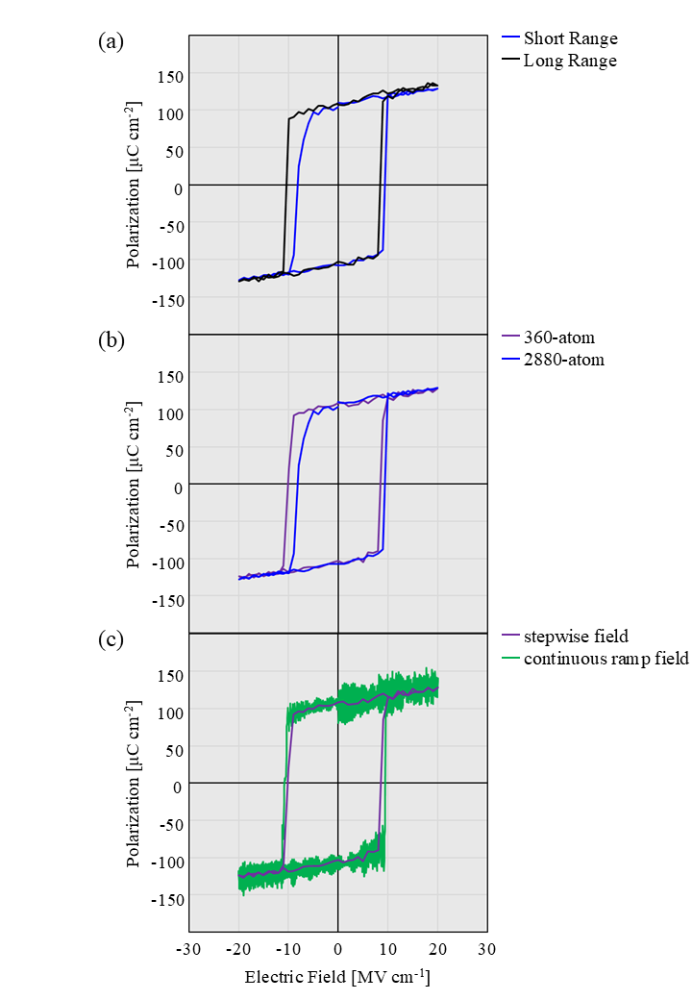 (a)
Short Range
Long Range
150
100
50
0
-50
-100
-150
Polarization [μC cm-2]
(b)
360-atom
2880-atom
150
100
50
0
-50
-100
-150
Polarization [μC cm-2]
(c)
stepwise field
continuous ramp field
150
100
50
0
-50
-100
-150
Polarization [μC cm-2]
-30 -20 -10 0 10 20 30
Electric Field [MV cm-1]